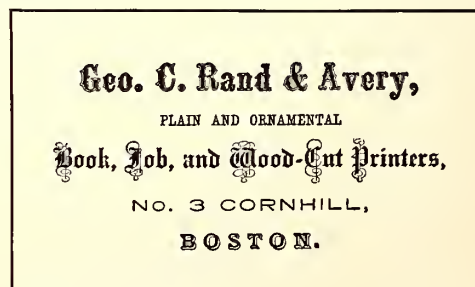 Geo. C. Rand & Avery,
PLAIN AND ORNAMENTAL
Book, Job, and Wood-Cut Printers,
No. 3 CORNHILL,
BOSTON.